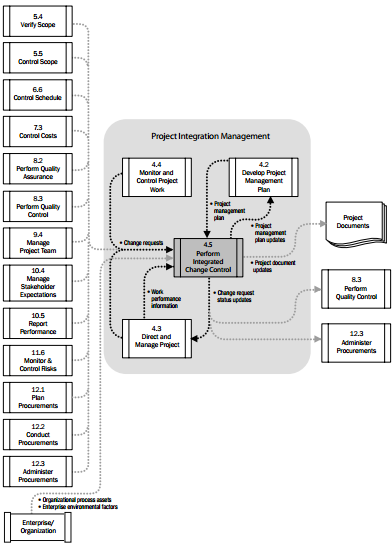 5.4
Verify Scope
5.5
Control Scope
6.6
Control Schedule
7.3
Control Costs
8.2
Perform Quality
Assurance
8.3
Perform Quality
Control
9.4
Manage
Project Team
10.4
Manage
Stakeholder
Expectations
10.5
Report
Performance
11.6
Monitor &
Control Risks
12.1
Plan
Procurements
12.2
Conduct
Procurements
12.3
Administer
Procurements
Enterprise/
Organization
• Organizational process assets
• Enterprise environmental factors
Project Integration Management
4.4
Monitor and
Control Project
Work
4.2
Develop Project
Management
Plan
• Project
management
plan
• Project
management
plan updates
• Change requests
4.5
Perform
Integrated
Change Control
• Project document
updates
• Work
performance
information
• Change request
status updates
4.3
Direct and
Manage Project
Project
Documents
8.3
Perform
Quality Control
12.3
Administer
Procurements